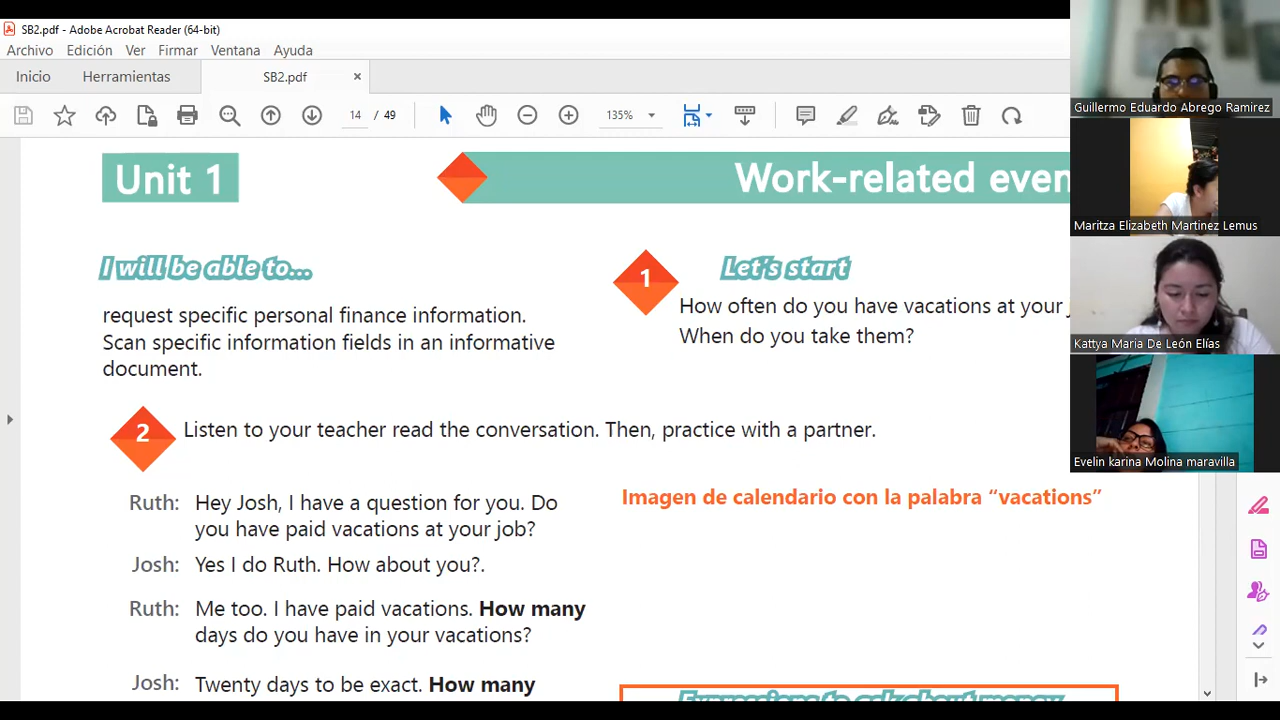 SB2.pdf - Adobe Acrobat Reader (64-bit)
Archivo Edición Ver Firmar Ventana Ayuda
Inicio Herramientas SB2.pdf ×
14 / 49 135%
Unit 1
Work-related even
I will be able to...
request specific personal finance information.
Scan specific information fields in an informative
document.
1
Let's start
How often do you have vacations at your j
When do you take them?
2
Listen to your teacher read the conversation. Then, practice with a partner.
Ruth: Hey Josh, I have a question for you. Do
you have paid vacations at your job?
Josh: Yes I do Ruth. How about you?.
Ruth: Me too. I have paid vacations. How many
days do you have in your vacations?
Josh: Twenty days to be exact. How many
Imagen de calendario con la palabra “vacations”
Expressions to ask about money
Guillermo Eduardo Abrego Ramirez
Maritza Elizabeth Martinez Lemus
Kattya Maria De León Elías
Evelin karina Molina maravilla